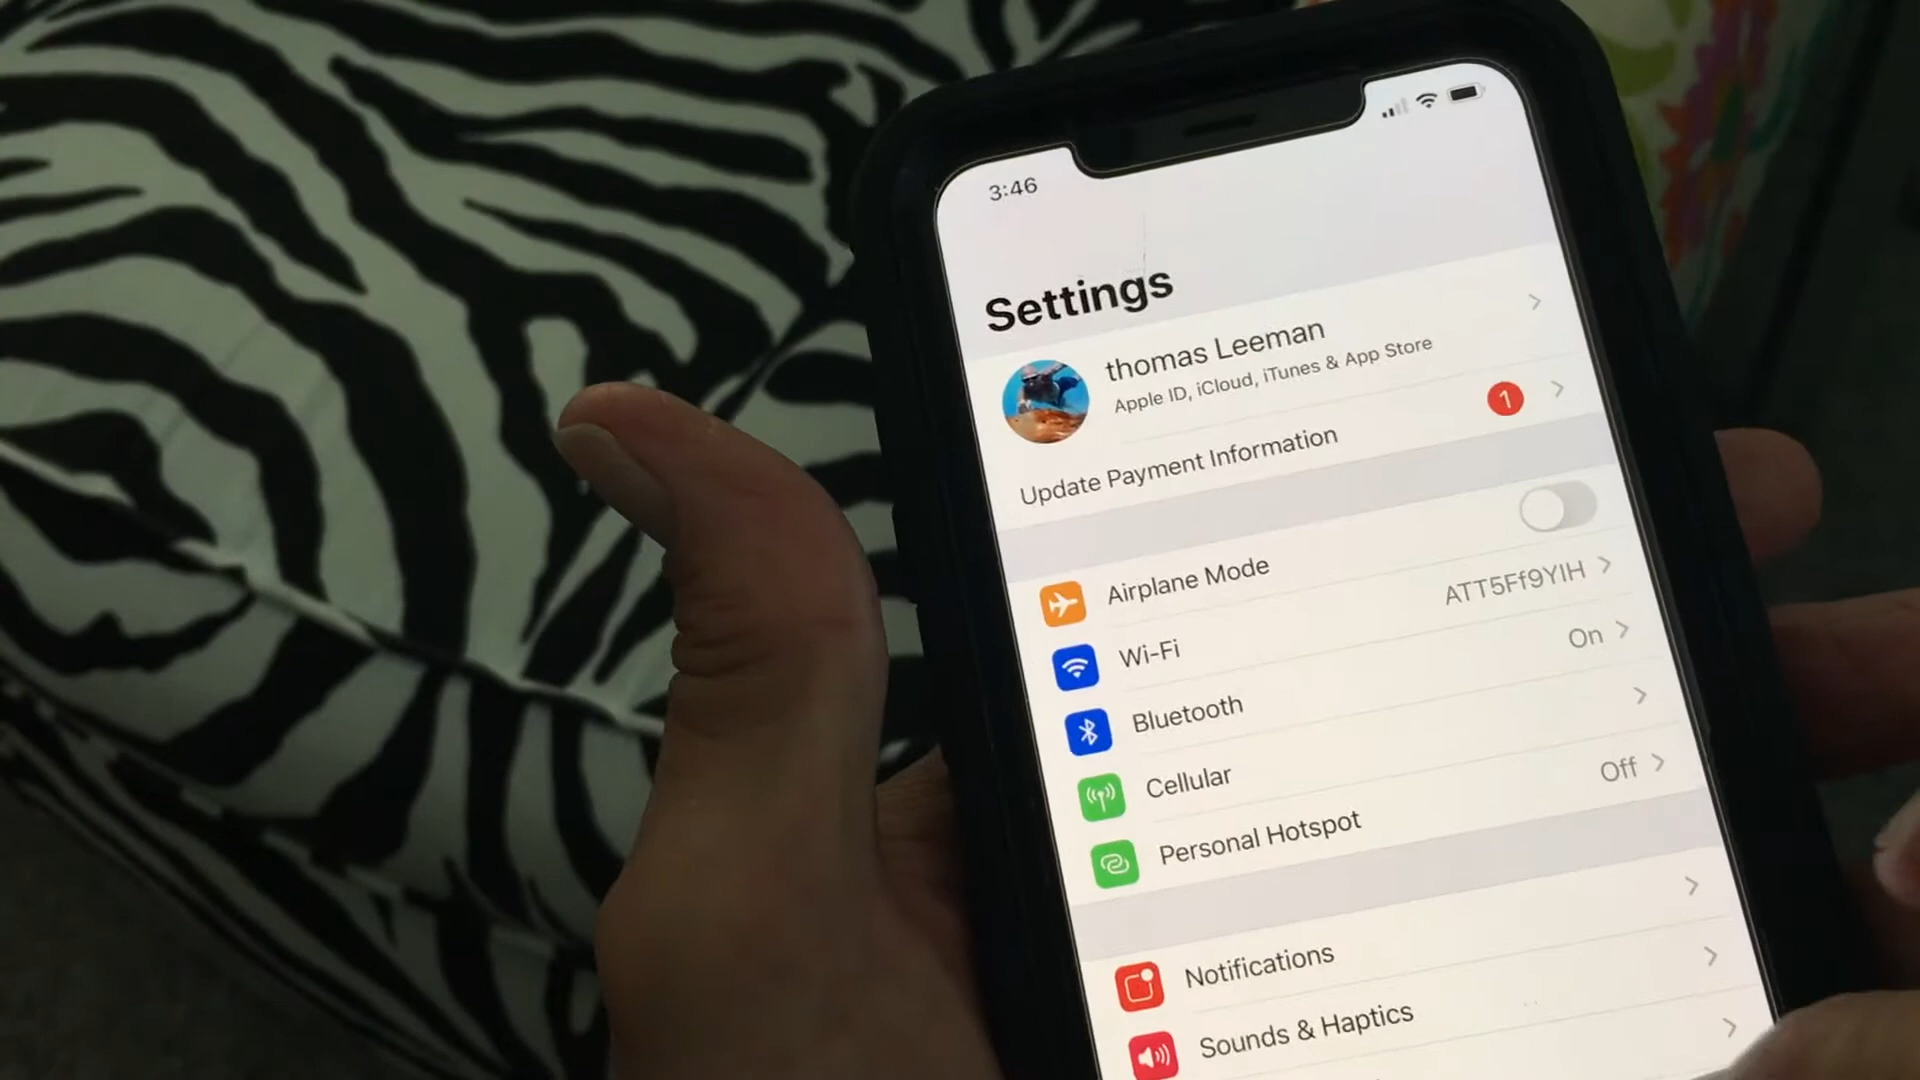 3:46
Settings
thomas Leeman
Apple ID, iCloud, iTunes & App Store
Update Payment Information
1
Airplane Mode
Wi-Fi
ATT5Ff9YIH
Bluetooth
On
Cellular
Personal Hotspot
Off
Notifications
Sounds & Haptics